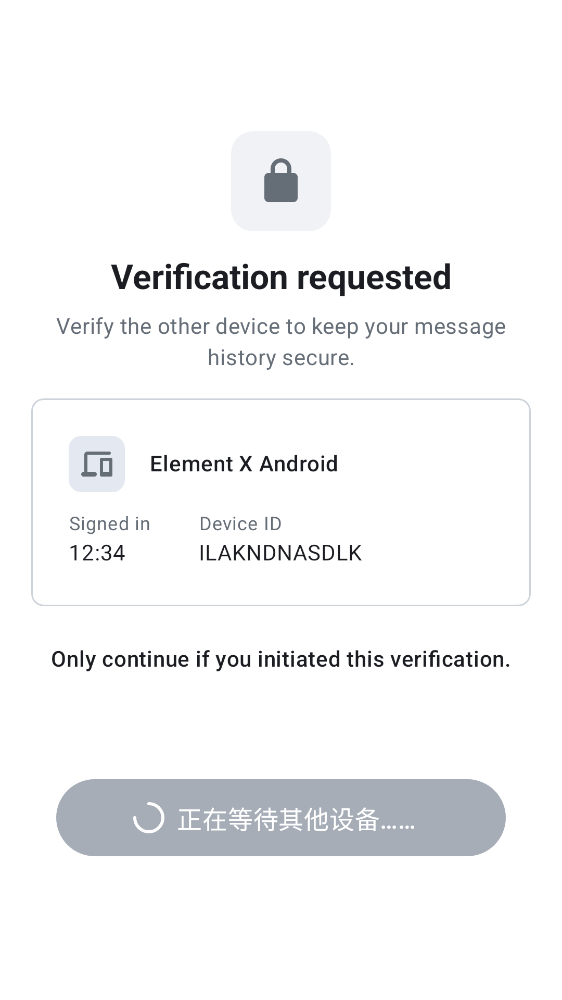 Verification requested
Verify the other device to keep your message
history secure.
Element X Android
Signed in Device ID
12:34 ILAKNDNASDLK
Only continue if you initiated this verification.
正在等待其他设备……